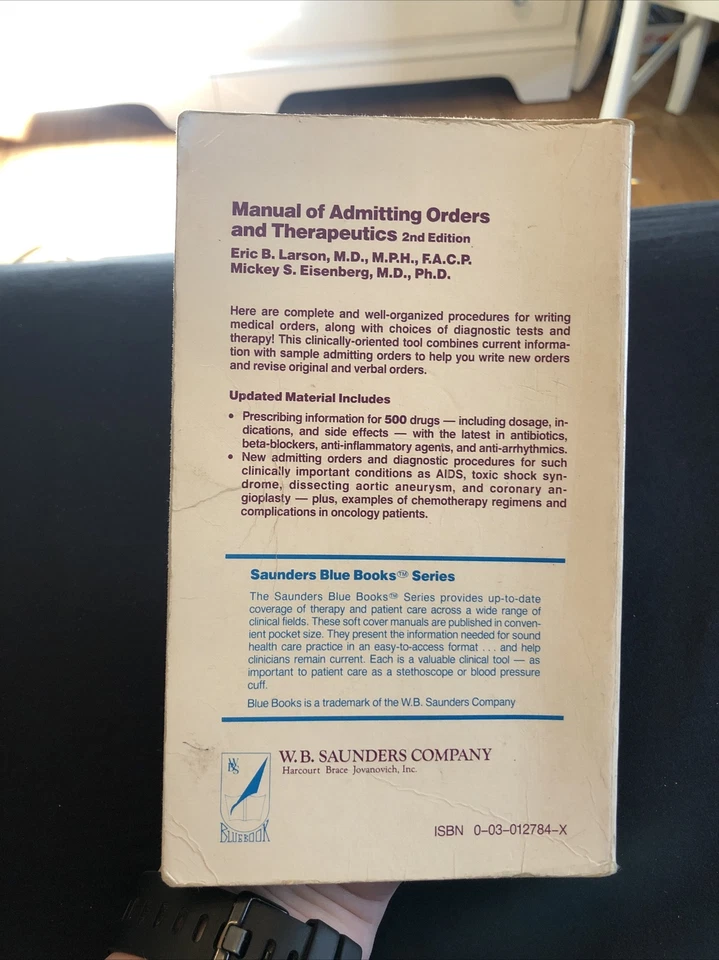 Manual of Admitting Orders
and Therapeutics 2nd Edition
Eric B. Larson, M.D., M.P.H., F.A.C.P.
Mickey S. Eisenberg, M.D., Ph.D.
Here are complete and well-organized procedures for writing
medical orders, along with choices of diagnostic tests and
therapy! This clinically-oriented tool combines current informa-
tion with sample admitting orders to help you write new orders
and revise original and verbal orders.
Updated Material Includes
• Prescribing information for 500 drugs — including dosage, in-
dications, and side effects — with the latest in antibiotics,
beta-blockers, anti-inflammatory agents, and anti-arrhythmics.
• New admitting orders and diagnostic procedures for such
clinically important conditions as AIDS, toxic shock syn-
drome, dissecting aortic aneurysm, and coronary an-
gioplasty — plus, examples of chemotherapy regimens and
complications in oncology patients.
Saunders Blue Books™ Series
The Saunders Blue Books™ Series provides up-to-date
coverage of therapy and patient care across a wide range of
clinical fields. These soft cover manuals are published in conven-
ient pocket size. They present the information needed for sound
health care practice in an easy-to-access format . . . and help
clinicians remain current. Each is a valuable clinical tool — as
important to patient care as a stethoscope or blood pressure
cuff.
Blue Books is a trademark of the W.B. Saunders Company
W.B. SAUNDERS COMPANY
Harcourt Brace Jovanovich, Inc.
WBS
BLUEBOOK
ISBN 0-03-012784-X